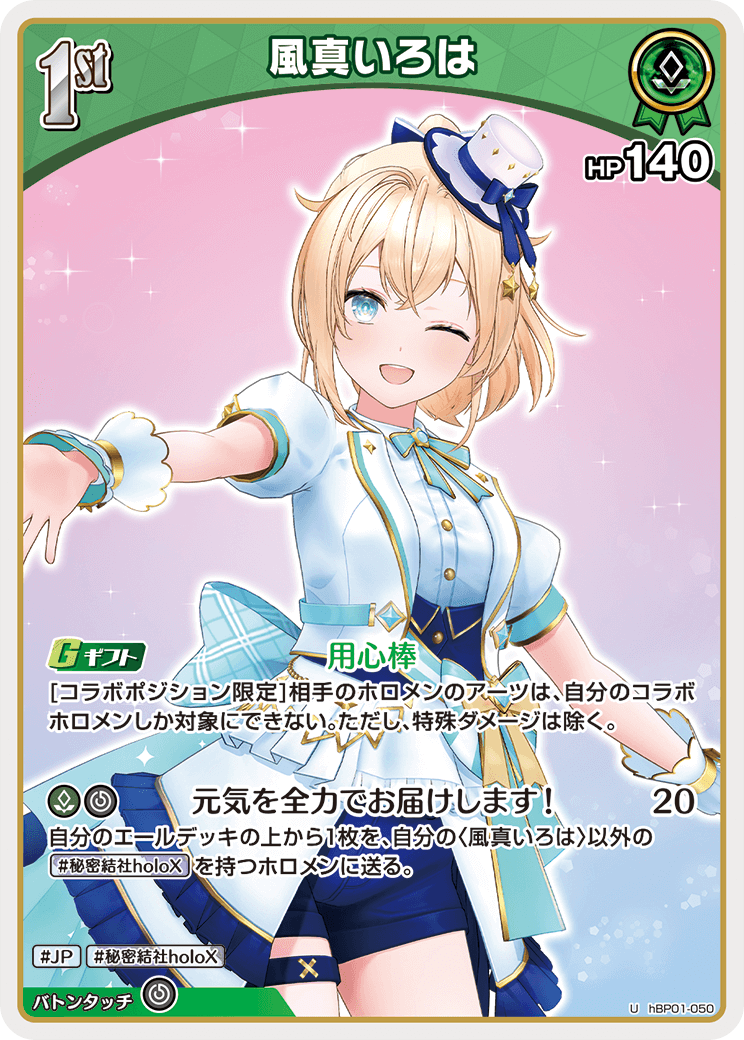 1st
風真いろは
HP140
Gギフト
用心棒
[コラボポジション限定]相手のホロメンのアーツは、自分のコラボ
ホロメンしか対象にできない。ただし、特殊ダメージは除く。
元気を全力でお届けします! 20
自分のエールデッキの上から1枚を、自分の〈風真いろは〉以外の
#秘密結社holoX を持つホロメンに送る。
#JP #秘密結社holoX
バトンタッチ
U hBP01-050